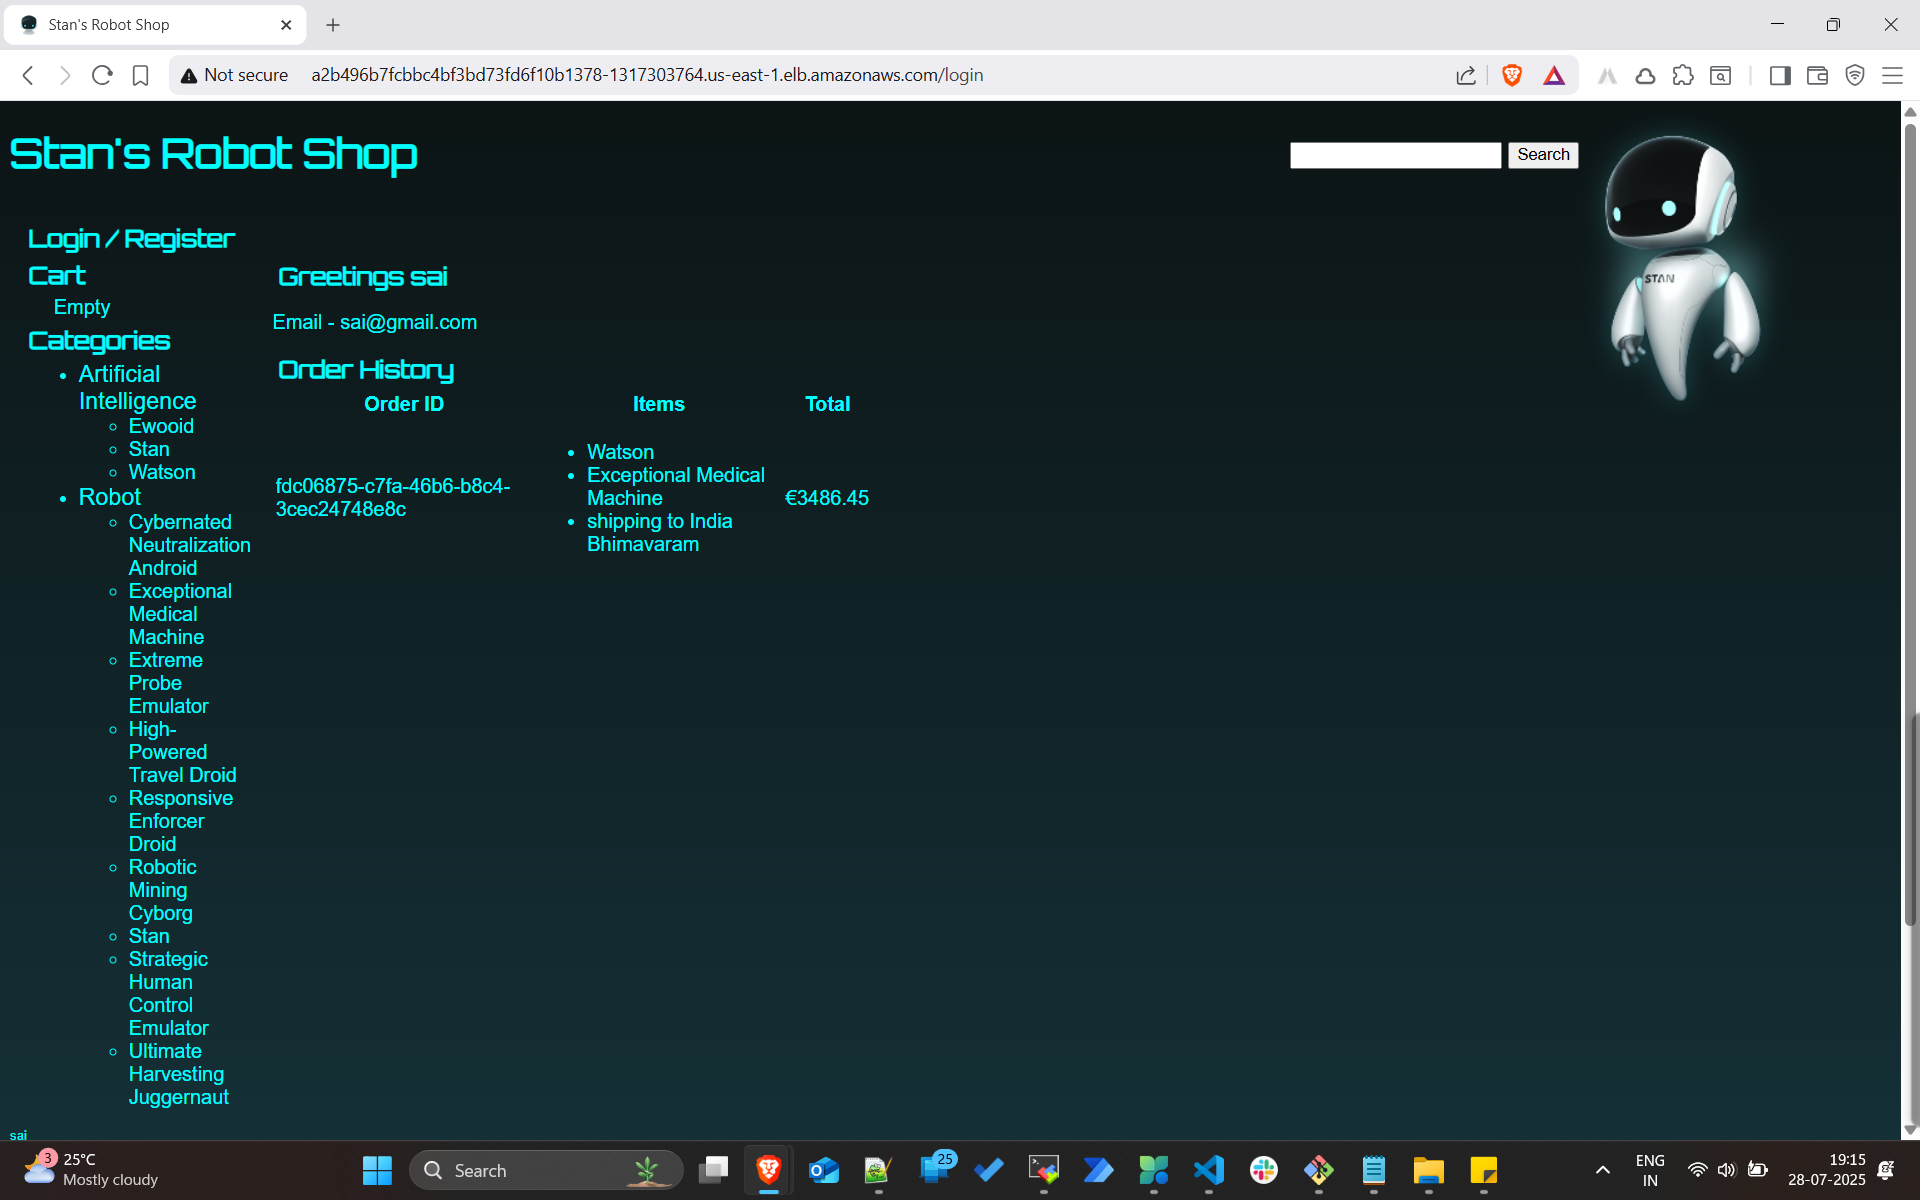 Stan's Robot Shop
Not secure
a2b496b7fcbbc4bf3bd73fd6f10b1378-1317303764.us-east-1.elb.amazonaws.com/login
Stan's Robot Shop
Search
STAN
Login / Register
Cart
Empty
Categories
Artificial
Intelligence
Ewooid
Stan
Watson
Robot
Cybernated
Neutralization
Android
Exceptional
Medical
Machine
Extreme
Probe
Emulator
High-
Powered
Travel Droid
Responsive
Enforcer
Droid
Robotic
Mining
Cyborg
Stan
Strategic
Human
Control
Emulator
Ultimate
Harvesting
Juggernaut
Greetings sai
Email - sai@gmail.com
Order History
Order ID Items Total
fdc06875-c7fa-46b6-b8c4-
3cec24748e8c
Watson
Exceptional Medical
Machine
shipping to India
Bhimavaram
€3486.45
sai
3
25°C
Mostly cloudy
Search
25
ENG
IN
19:15
28-07-2025